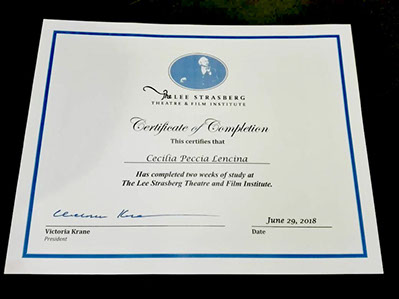 The LEE STRASBERG
THEATRE & FILM INSTITUTE
Certificate of Completion
This certifies that
Cecilia Peccia Lencina
Has completed two weeks of study at
The Lee Strasberg Theatre and Film Institute.
June 29, 2018
Victoria Krane
Date
President